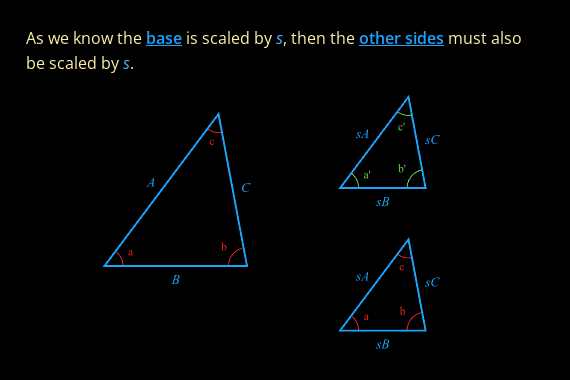 As we know the base is scaled by s, then the other sides must also
be scaled by s.
c
A
C
a
b
B
c'
sA
sC
a'
b'
sB
c
sA
sC
a
b
sB